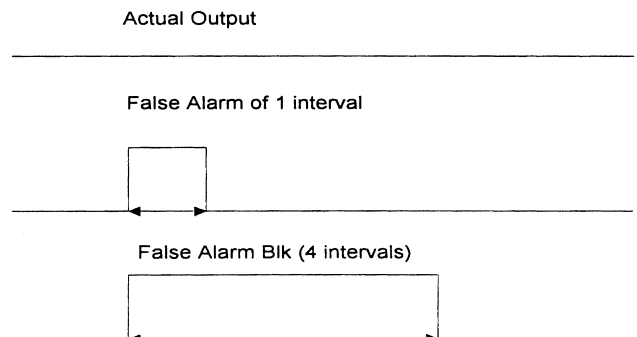 Actual Output
False Alarm of 1 interval
False Alarm Blk (4 intervals)